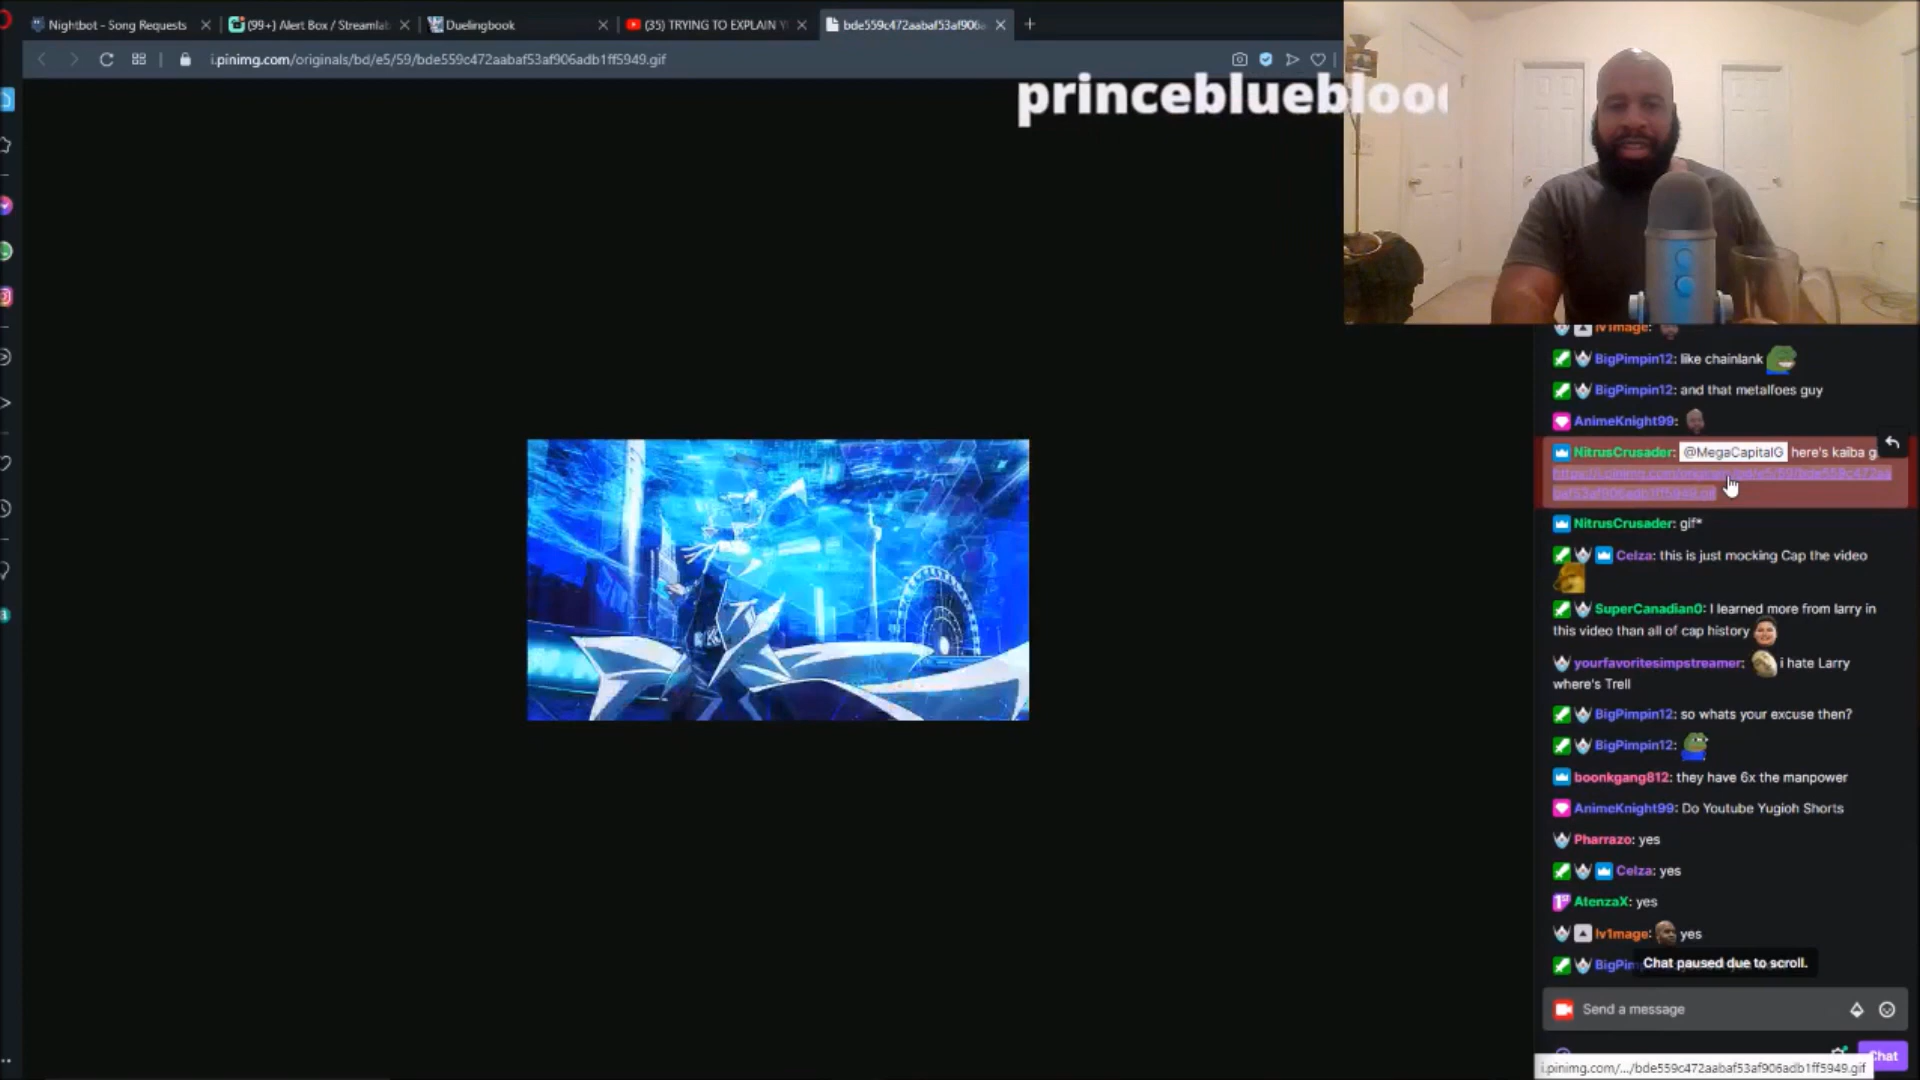 Nightbot - Song Requests
(99+) Alert Box / Streamlab
Duelingbook
(35) TRYING TO EXPLAIN Y
bde559c472aabaf53af906
i.pinimg.com/originals/bd/e5/59/bde559c472aabaf53af906adb1ff5949.gif
princeblueblood
lv1mage:
BigPimpin12: like chainlank
BigPimpin12: and that metalfoes guy
AnimeKnight99:
NitrusCrusader: @MegaCapitalG here's kaiba g
NitrusCrusader: gif*
Celza: this is just mocking Cap the video
SuperCanadian0: I learned more from larry in
this video than all of cap history
yourfavoritesimpstreamer: i hate Larry
where's Trell
BigPimpin12: so whats your excuse then?
BigPimpin12:
boonkgang812: they have 6x the manpower
AnimeKnight99: Do Youtube Yugioh Shorts
Pharrazo: yes
Celza: yes
AtenzaX: yes
lv1mage: yes
BigPim
Chat paused due to scroll.
Send a message
Chat
i.pinimg.com/.../bde559c472aabaf53af906adb1ff5949.gif